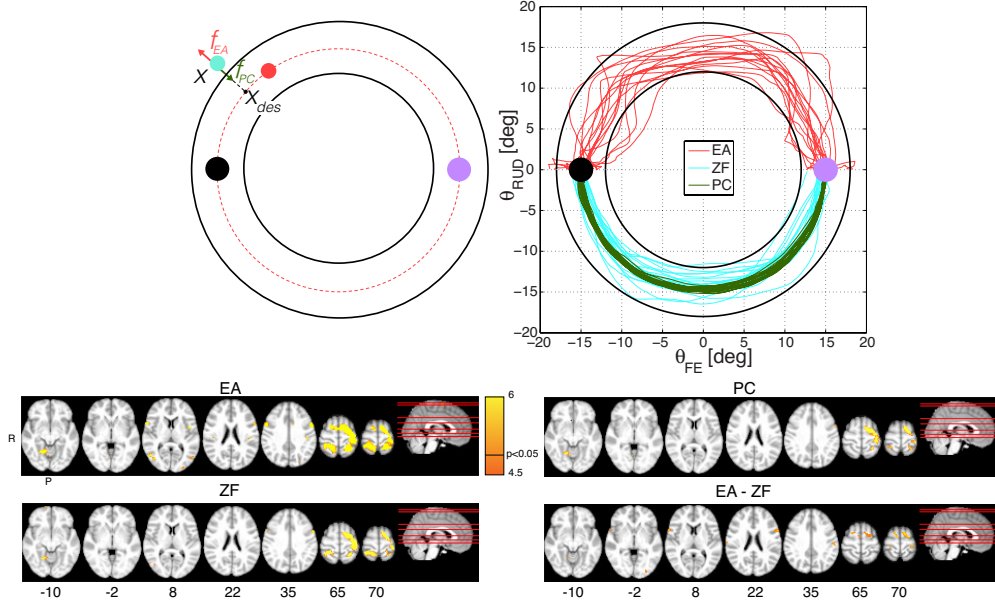 f_EA
X
f_PC
X_des
θ_RUD [deg]
20
15
10
5
0
−5
−10
−15
−20
EA
ZF
PC
−20 −15 −10 −5 0 5 10 15 20
θ_FE [deg]
EA
R
P
6
p<0.05
4.5
PC
ZF
EA - ZF
-10 -2 8 22 35 65 70
-10 -2 8 22 35 65 70